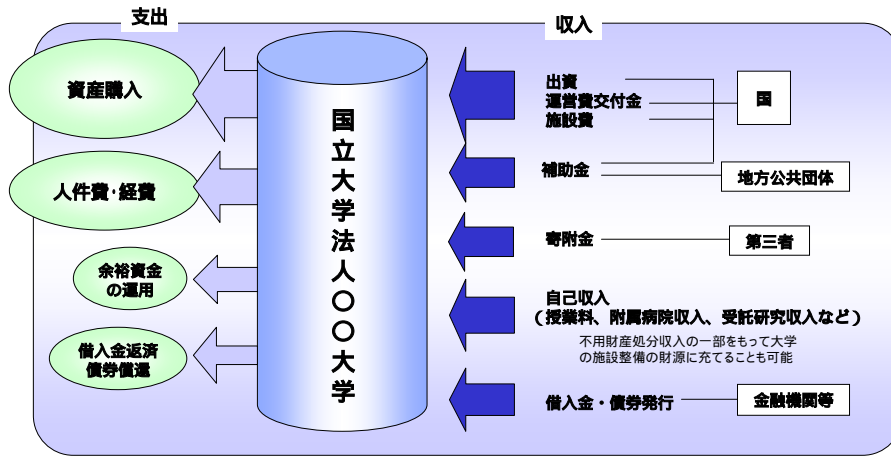 支出
収入
資産購入
人件費･経費
余裕資金
の運用
借入金返済
債券償還
国立大学法人〇〇大学
出資
運営費交付金
施設費
国
補助金
地方公共団体
寄附金
第三者
自己収入
(授業料、附属病院収入、受託研究収入など)
不用財産処分収入の一部をもって大学
の施設整備の財源に充てることも可能
借入金・債券発行
金融機関等